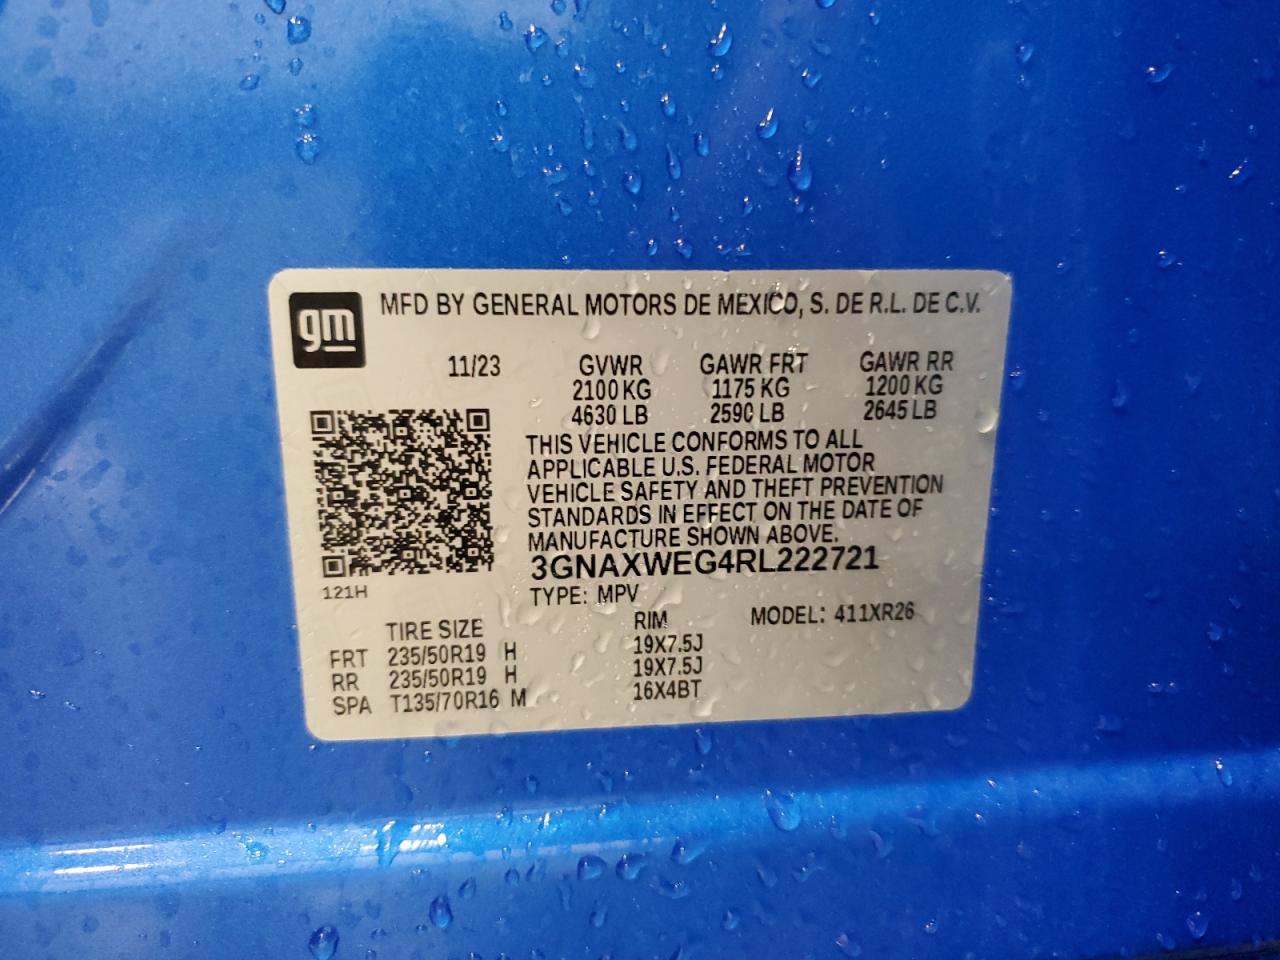 gm MFD BY GENERAL MOTORS DE MEXICO, S. DE R.L. DE C.V.
11/23 GVWR GAWR FRT GAWR RR
2100 KG 1175 KG 1200 KG
4630 LB 2590 LB 2645 LB
THIS VEHICLE CONFORMS TO ALL
APPLICABLE U.S. FEDERAL MOTOR
VEHICLE SAFETY AND THEFT PREVENTION
STANDARDS IN EFFECT ON THE DATE OF
MANUFACTURE SHOWN ABOVE.
3GNAXWEG4RL222721
121H TYPE: MPV
TIRE SIZE RIM MODEL: 411XR26
FRT 235/50R19 H 19X7.5J
RR 235/50R19 H 19X7.5J
SPA T135/70R16 M 16X4BT